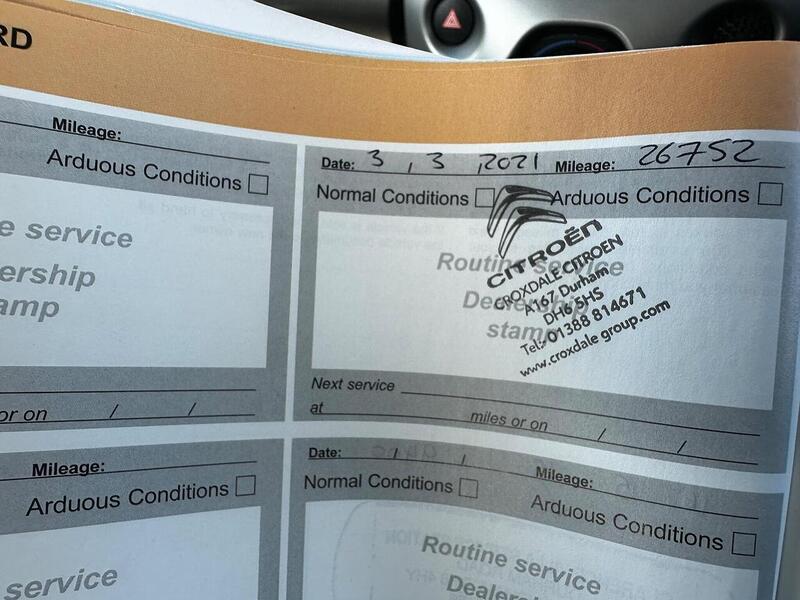 RD
Mileage:
Arduous Conditions
e service
ership
amp
or on / /
Date: 3 , 3 , 2021 Mileage: 26752
Normal Conditions Arduous Conditions
Routine service
Dealership
stamp
CITROËN
CROXDALE CITROEN
A167 Durham
DH6 5HS
Tel:- 01388 814671
www.croxdale group.com
Next service
at miles or on / /
Mileage:
Arduous Conditions
service
Date: / / Mileage:
Normal Conditions Arduous Conditions
Routine service
Dealers